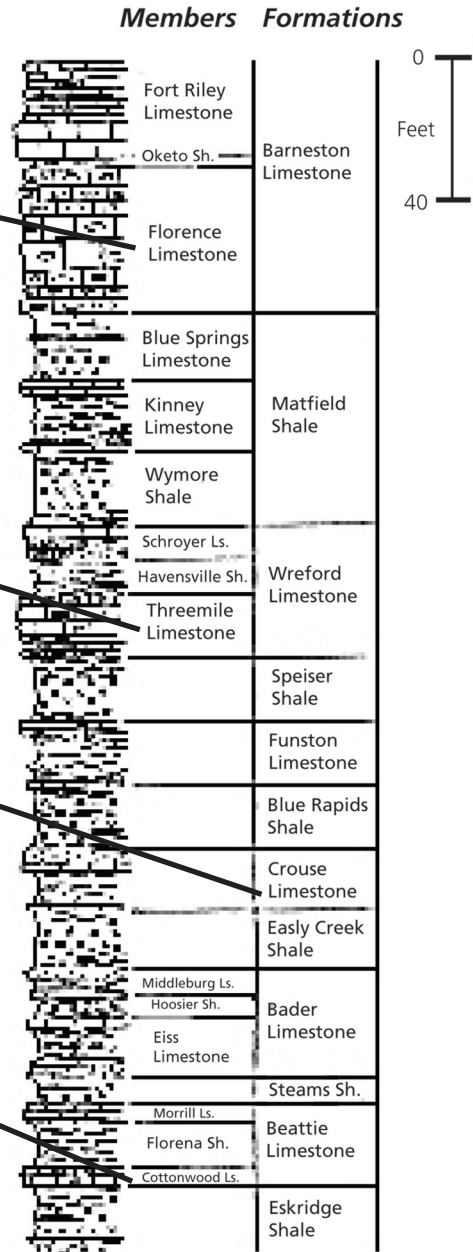 Members Formations
0
Feet
40
Fort Riley
Limestone
Oketo Sh.
Barneston
Limestone
Florence
Limestone
Blue Springs
Limestone
Kinney
Limestone
Matfield
Shale
Wymore
Shale
Schroyer Ls.
Havensville Sh.
Wreford
Limestone
Threemile
Limestone
Speiser
Shale
Funston
Limestone
Blue Rapids
Shale
Crouse
Limestone
Easly Creek
Shale
Middleburg Ls.
Hoosier Sh.
Bader
Limestone
Eiss
Limestone
Steams Sh.
Morrill Ls.
Beattie
Limestone
Florena Sh.
Cottonwood Ls.
Eskridge
Shale